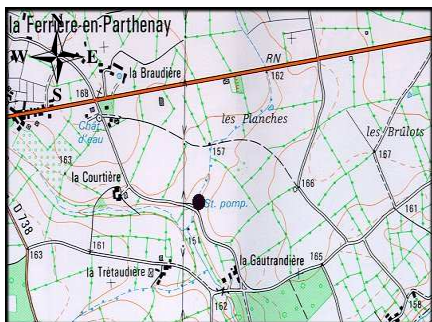 la Ferrière-en-Parthenay
N
W
E
S
la Braudière
RN
162
168
Chât.
d'eau
les Planches
les Brûlots
157
167
163
la Courtière
166
St. pomp.
161
D 738
151
161
la Gautrandière
165
163
la Trétaudière
162
158